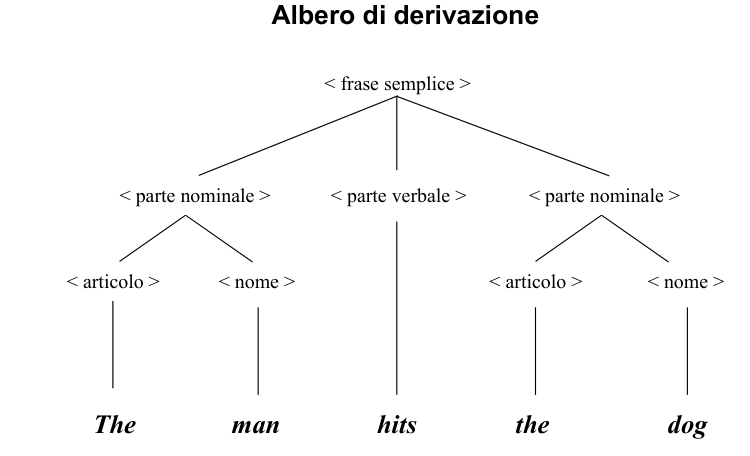 Albero di derivazione
< frase semplice >
< parte nominale > < parte verbale > < parte nominale >
< articolo > < nome > < articolo > < nome >
The man hits the dog